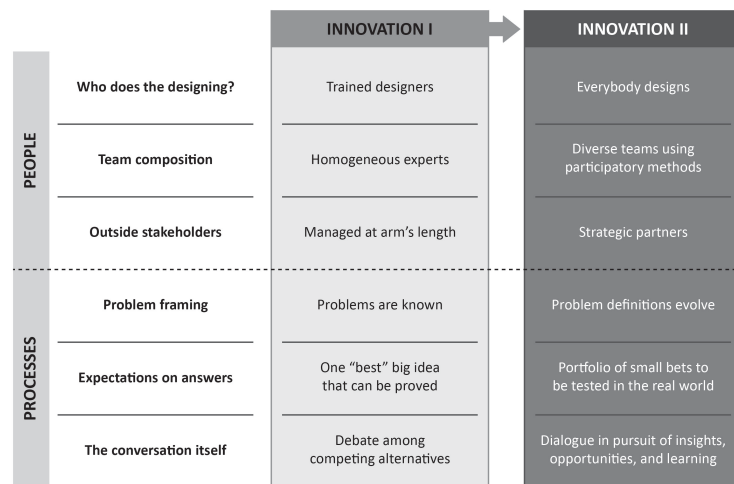 INNOVATION I
INNOVATION II
PEOPLE
Who does the designing?
Trained designers
Everybody designs
Team composition
Homogeneous experts
Diverse teams using
participatory methods
Outside stakeholders
Managed at arm’s length
Strategic partners
PROCESSES
Problem framing
Problems are known
Problem definitions evolve
Expectations on answers
One “best” big idea
that can be proved
Portfolio of small bets to
be tested in the real world
The conversation itself
Debate among
competing alternatives
Dialogue in pursuit of insights,
opportunities, and learning